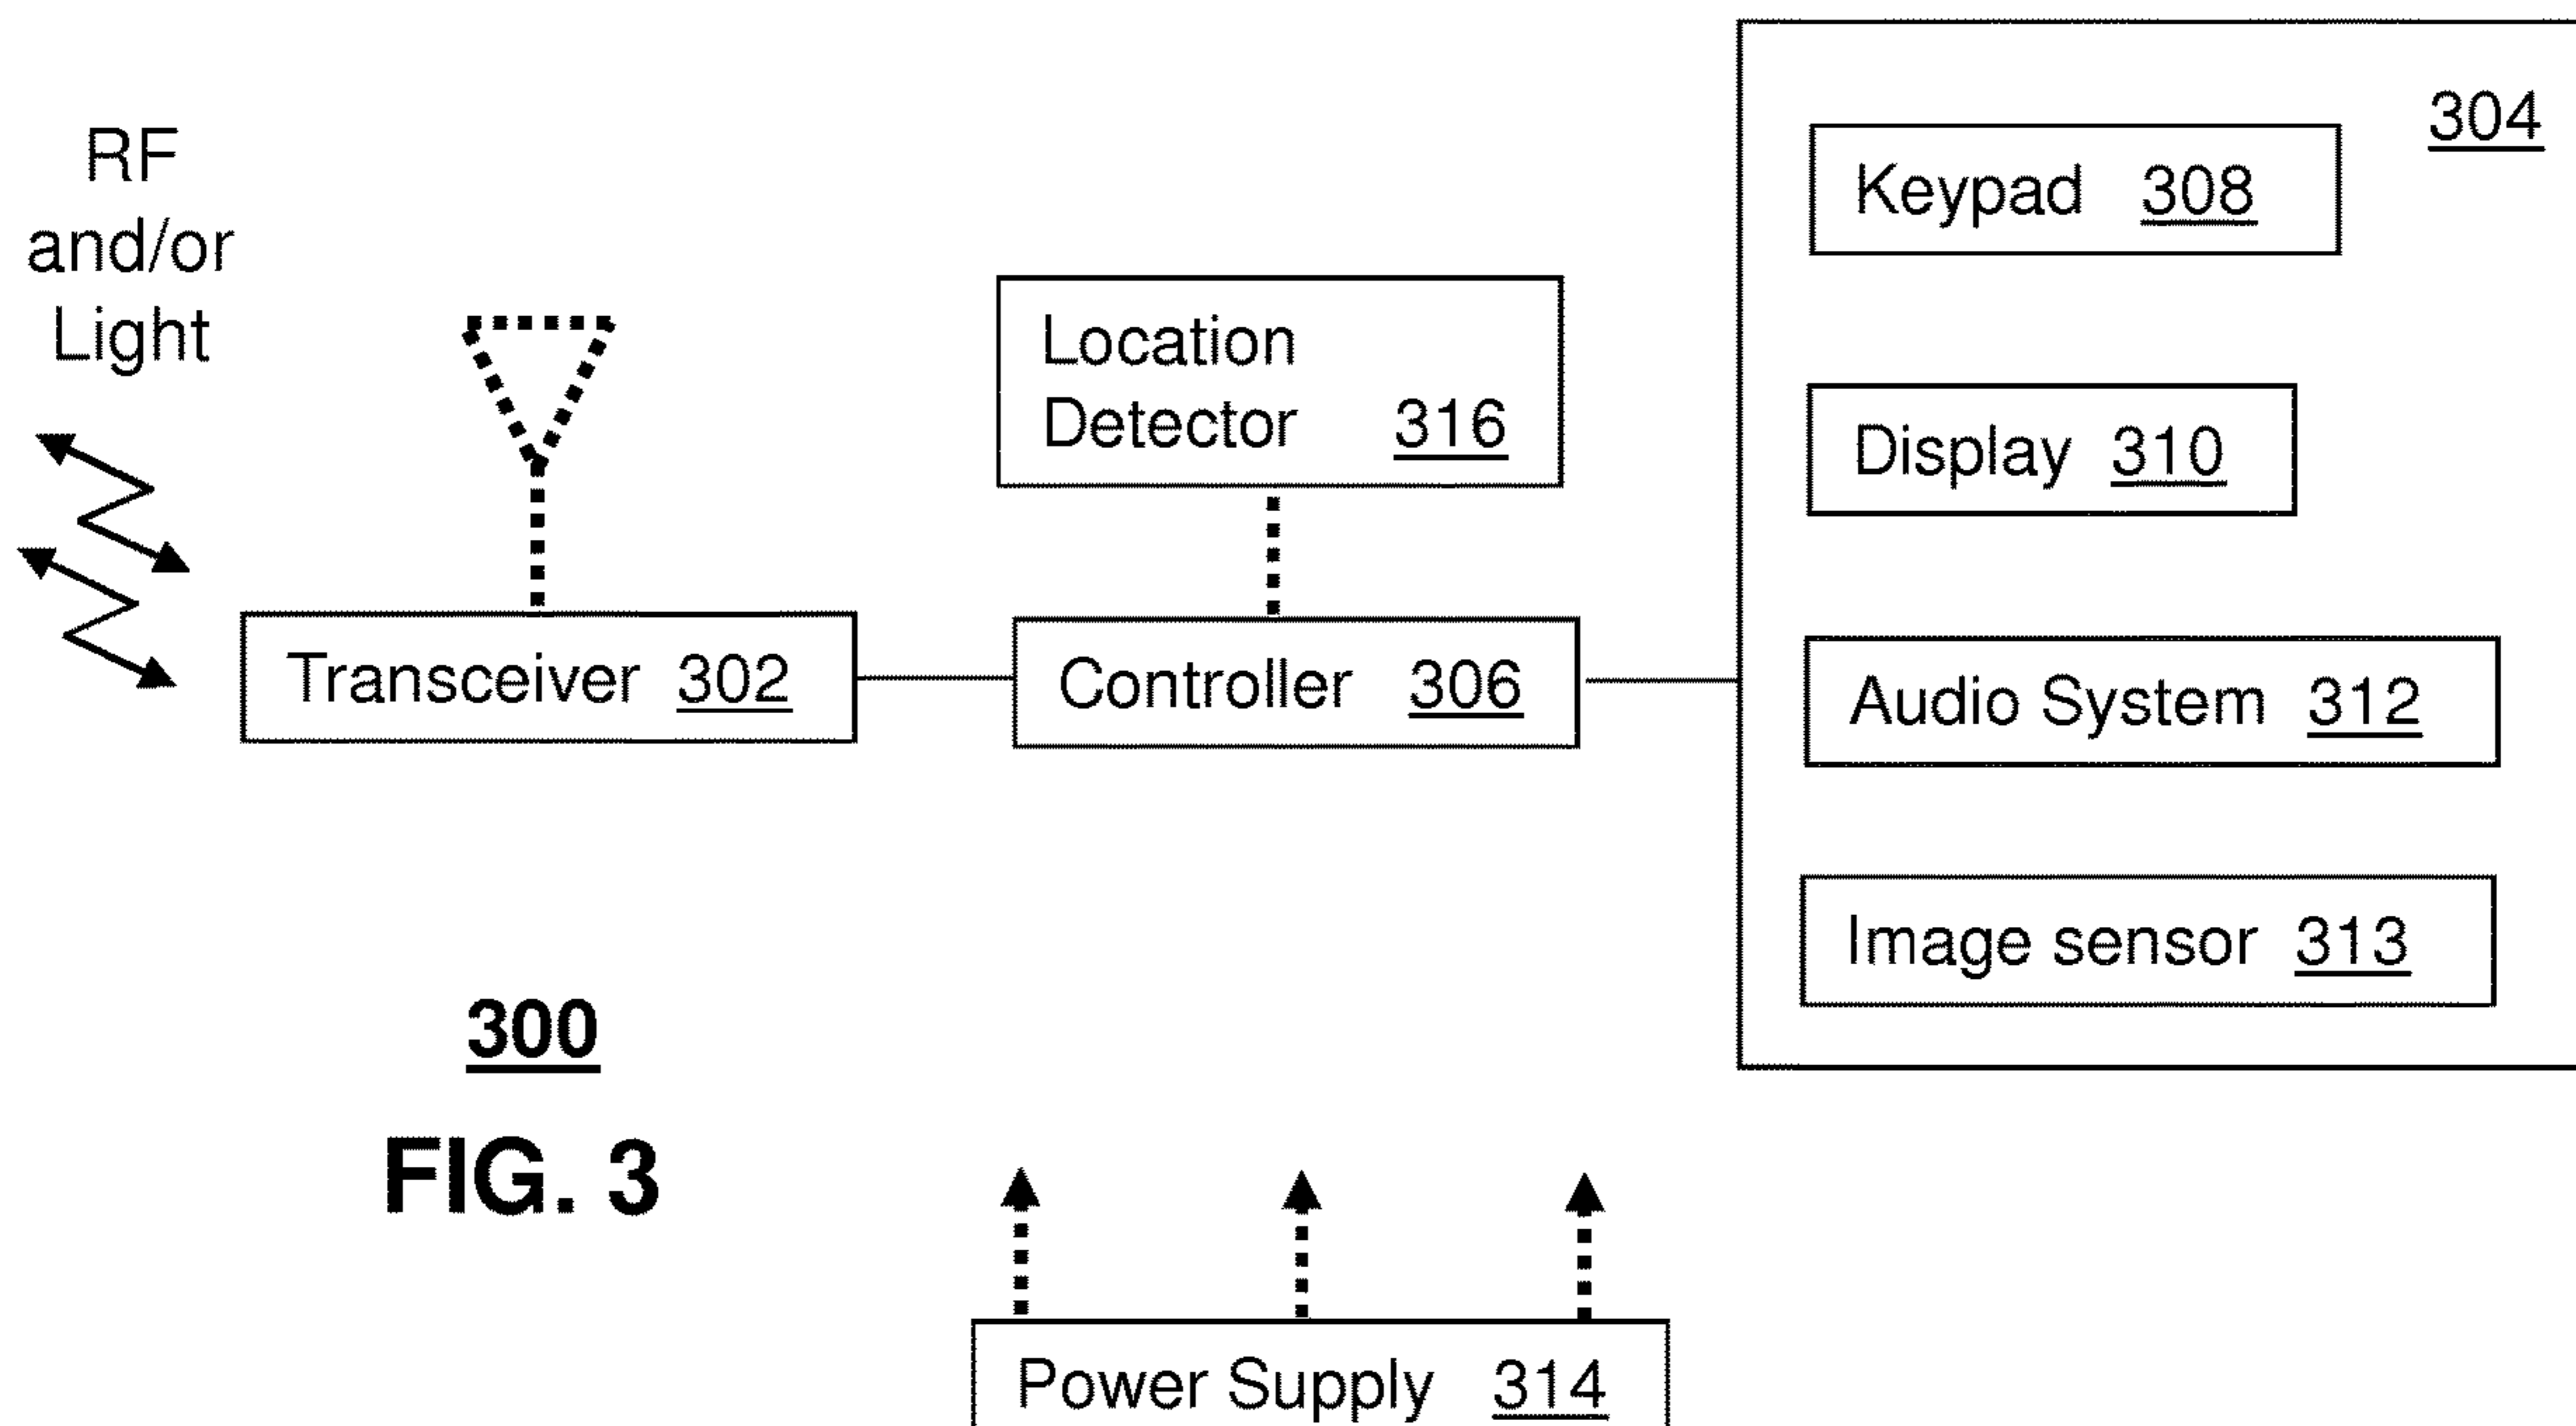 RF
and/or
Light
Transceiver 302
Location
Detector 316
Controller 306
304
Keypad 308
Display 310
Audio System 312
Image sensor 313
300
FIG. 3
Power Supply 314